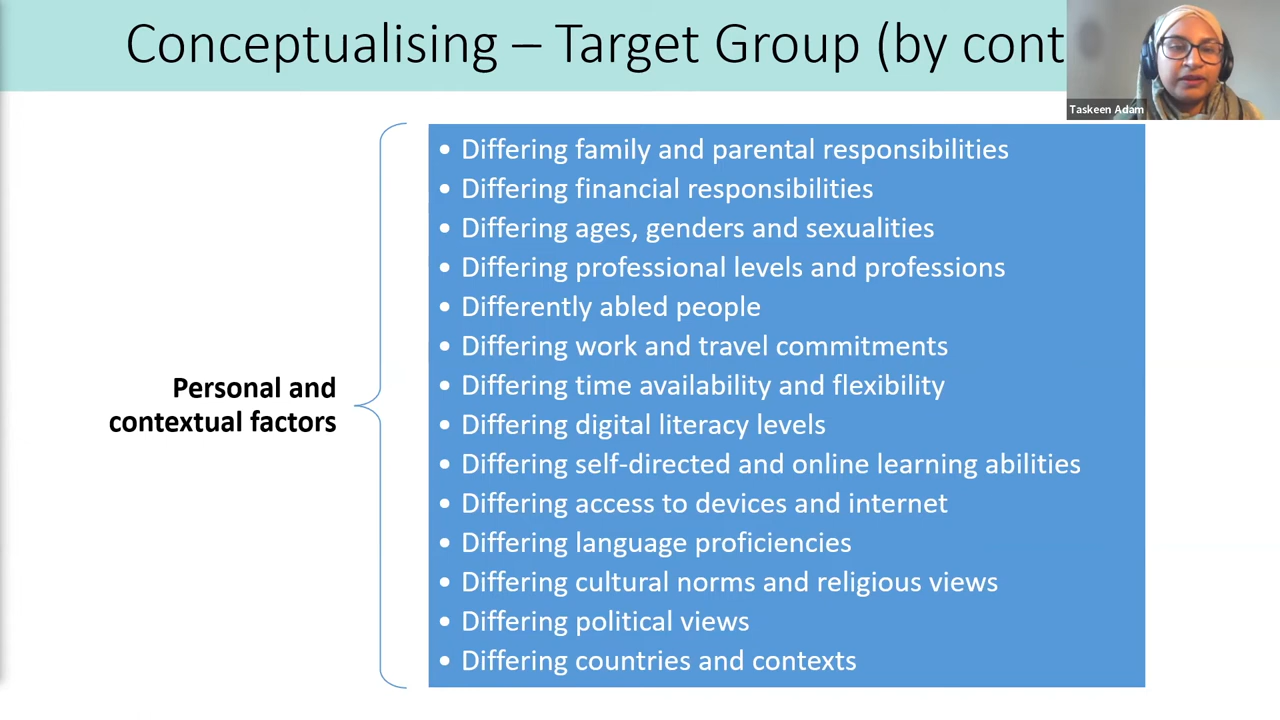 Conceptualising – Target Group (by cont
Taskeen Adam
• Differing family and parental responsibilities
• Differing financial responsibilities
• Differing ages, genders and sexualities
• Differing professional levels and professions
• Differently abled people
• Differing work and travel commitments
• Differing time availability and flexibility
• Differing digital literacy levels
• Differing self-directed and online learning abilities
• Differing access to devices and internet
• Differing language proficiencies
• Differing cultural norms and religious views
• Differing political views
• Differing countries and contexts
Personal and
contextual factors